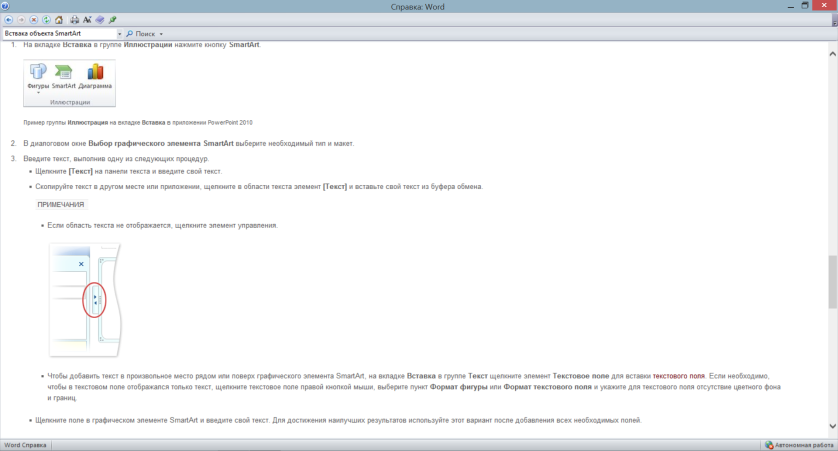 Справка: Word
Вствака объекта SmartArt
Поиск
1. На вкладке Вставка в группе Иллюстрации нажмите кнопку SmartArt
Фигуры SmartArt Диаграмма
Иллюстрации
Пример группы Иллюстрация на вкладке Вставка в приложении PowerPoint 2010
2. В диалоговом окне Выбор графического элемента SmartArt выберите необходимый тип и макет.
3. Введите текст, выполнив одну из следующих процедур.
• Щелкните [Текст] на панели текста и введите свой текст.
• Скопируйте текст в другом месте или приложении, щелкните в области текста элемент [Текст] и вставьте свой текст из буфера обмена.
ПРИМЕЧАНИЯ
• Если область текста не отображается, щелкните элемент управления.
• Чтобы добавить текст в произвольное место рядом или поверх графического элемента SmartArt, на вкладке Вставка в группе Текст щелкните элемент Текстовое поле для вставки текстового поля. Если необходимо,
чтобы в текстовом поле отображался только текст, щелкните текстовое поле правой кнопкой мыши, выберите пункт Формат фигуры или Формат текстового поля и укажите для текстового поля отсутствие цветного фона
и границ.
• Щелкните поле в графическом элементе SmartArt и введите свой текст. Для достижения наилучших результатов используйте этот вариант после добавления всех необходимых полей.
Word Справка
Автономная работа